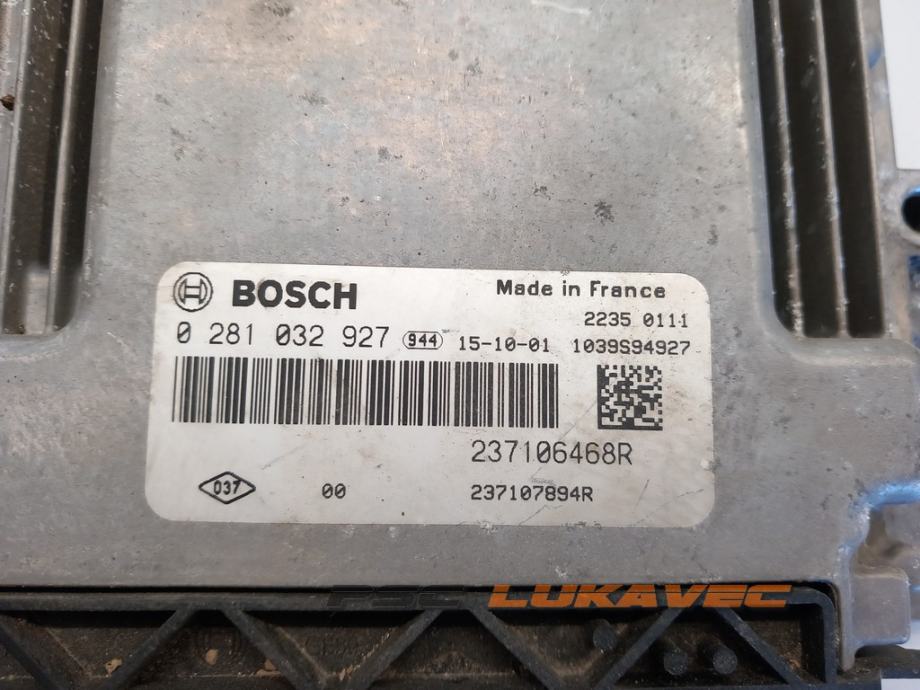 BOSCH
Made in France
2235 0111
0 281 032 927 944 15-10-01 1039S94927
237106468R
037 00 237107894R
PSC LUKAVEC